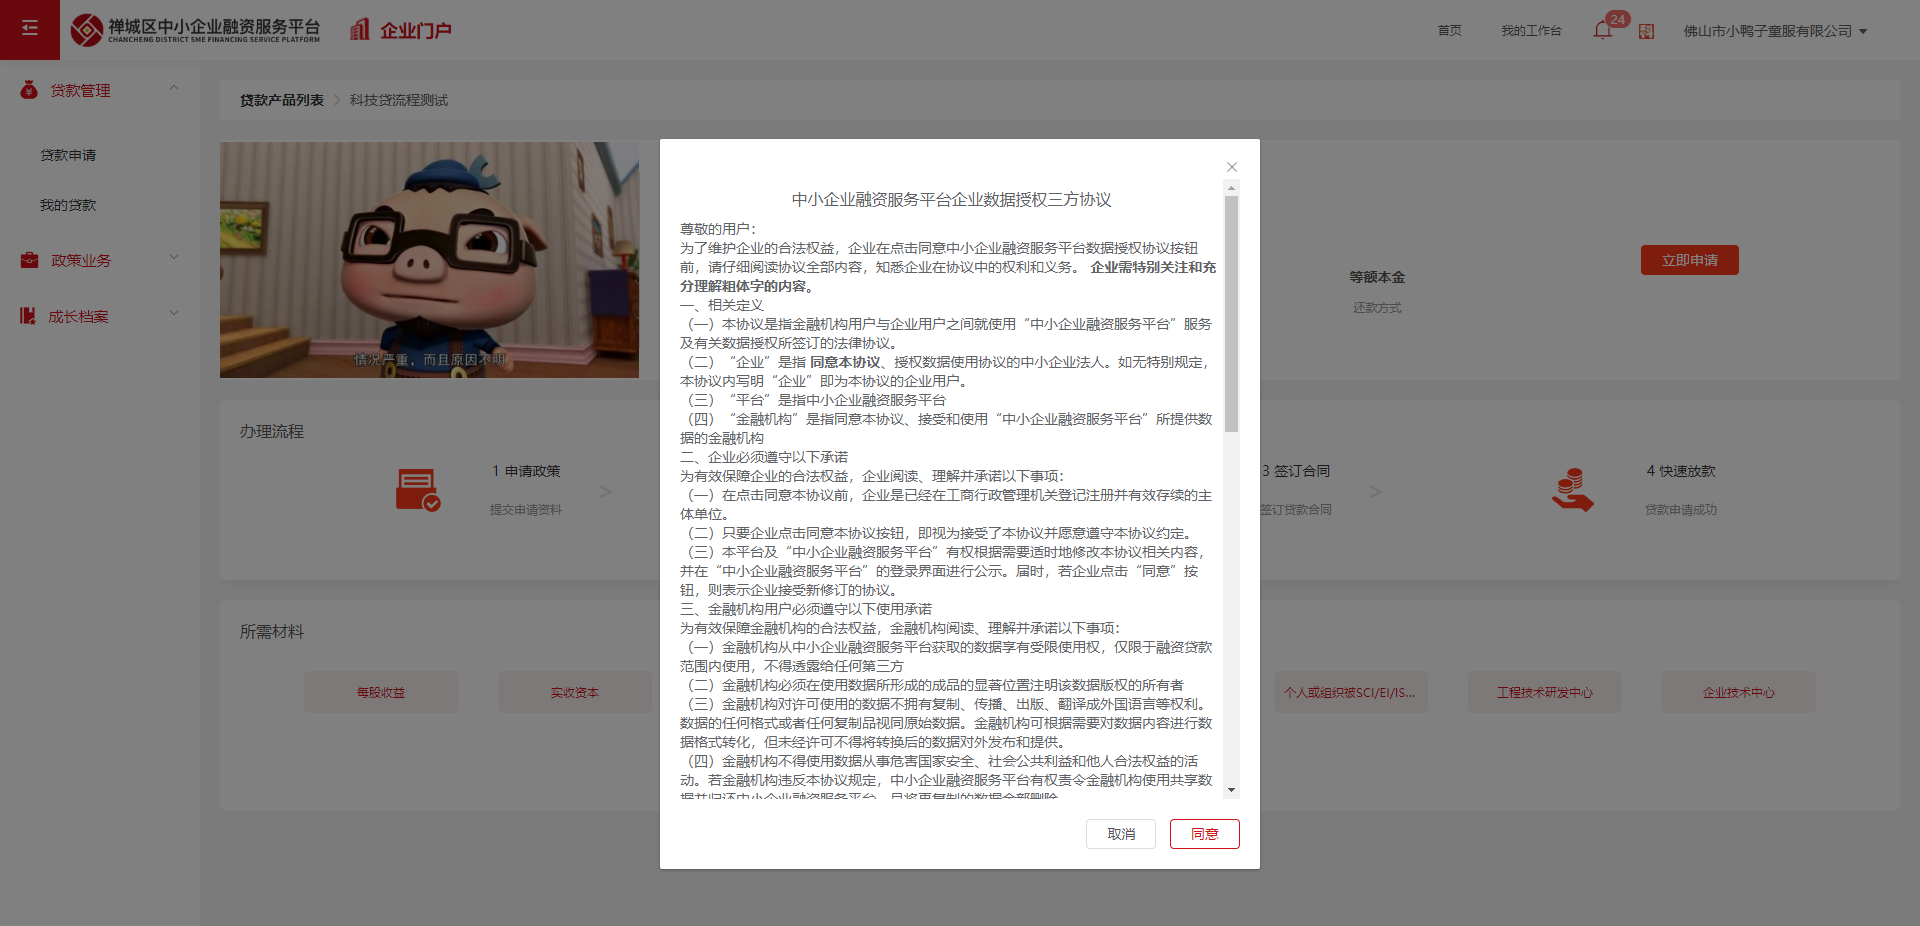 禅城区中小企业融资服务平台
CHANCHENG DISTRICT SME FINANCING SERVICE PLATFORM
企业门户
首页
我的工作台
24
佛山市小鸭子童服有限公司
贷款管理
贷款申请
我的贷款
政策业务
成长档案
贷款产品列表 > 科技贷流程测试
情况严重，而且原因不明
等额本金
还款方式
立即申请
办理流程
1 申请政策
提交申请资料
>
3 签订合同
签订贷款合同
>
4 快速放款
贷款申请成功
所需材料
每股收益
实收资本
个人或组织被SCI/EI/IS...
工程技术研发中心
企业技术中心
中小企业融资服务平台企业数据授权三方协议
尊敬的用户：
为了维护企业的合法权益，企业在点击同意中小企业融资服务平台数据授权协议按钮
前，请仔细阅读协议全部内容，知悉企业在协议中的权利和义务。 企业需特别关注和充
分理解粗体字的内容。
一、相关定义
（一）本协议是指金融机构用户与企业用户之间就使用“中小企业融资服务平台”服务
及有关数据授权所签订的法律协议。
（二）“企业”是指 同意本协议、授权数据使用协议的中小企业法人。如无特别规定，
本协议内写明“企业”即为本协议的企业用户。
（三）“平台”是指中小企业融资服务平台
（四）“金融机构”是指同意本协议、接受和使用“中小企业融资服务平台”所提供数
据的金融机构
二、企业必须遵守以下承诺
为有效保障企业的合法权益，企业阅读、理解并承诺以下事项：
（一）在点击同意本协议前，企业是已经在工商行政管理机关登记注册并有效存续的主
体单位。
（二）只要企业点击同意本协议按钮，即视为接受了本协议并愿意遵守本协议约定。
（三）本平台及“中小企业融资服务平台”有权根据需要适时地修改本协议相关内容，
并在“中小企业融资服务平台”的登录界面进行公示。届时，若企业点击“同意”按
钮，则表示企业接受新修订的协议。
三、金融机构用户必须遵守以下使用承诺
为有效保障金融机构的合法权益，金融机构阅读、理解并承诺以下事项：
（一）金融机构从中小企业融资服务平台获取的数据享有受限使用权，仅限于融资贷款
范围内使用，不得透露给任何第三方
（二）金融机构必须在使用数据所形成的成品的显著位置注明该数据版权的所有者
（三）金融机构对许可使用的数据不拥有复制、传播、出版、翻译成外国语言等权利。
数据的任何格式或者任何复制品视同原始数据。金融机构可根据需要对数据内容进行数
据格式转化，但未经许可不得将转换后的数据对外发布和提供。
（四）金融机构不得使用数据从事危害国家安全、社会公共利益和他人合法权益的活
动。若金融机构违反本协议规定，中小企业融资服务平台有权责令金融机构使用共享数
据并归还中小企业融资服务平台，且将更复制的数据全部删除
取消
同意